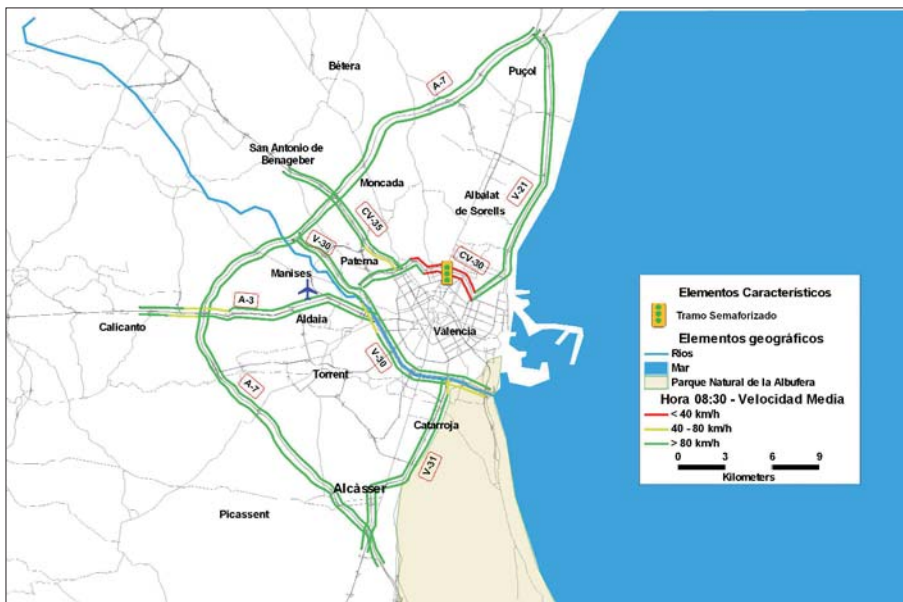 Bétera
Puçol
A-7
San Antonio de
Benageber
Moncada
Albalat
de Sorells
V-21
CV-35
V-30
Paterna
CV-30
Manises
A-3
Calicanto
Aldaia
Valencia
V-30
Torrent
A-7
Catarroja
V-31
Alcàsser
Picassent
Elementos Característicos
Tramo Semaforizado
Elementos geográficos
Ríos
Mar
Parque Natural de la Albufera
Hora 08:30 - Velocidad Media
< 40 km/h
40 - 80 km/h
> 80 km/h
0 3 6 9
Kilometers